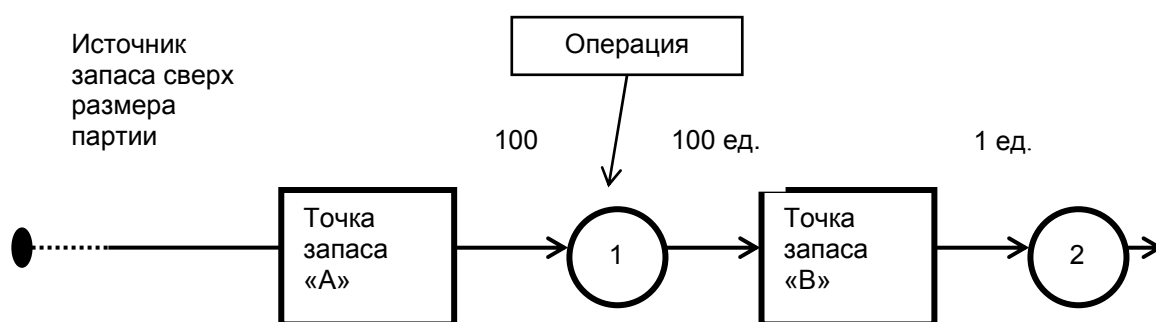 Источник
запаса сверх
размера
партии
Операция
100
100 ед.
1 ед.
Точка
запаса
«А»
1
Точка
запаса
«В»
2